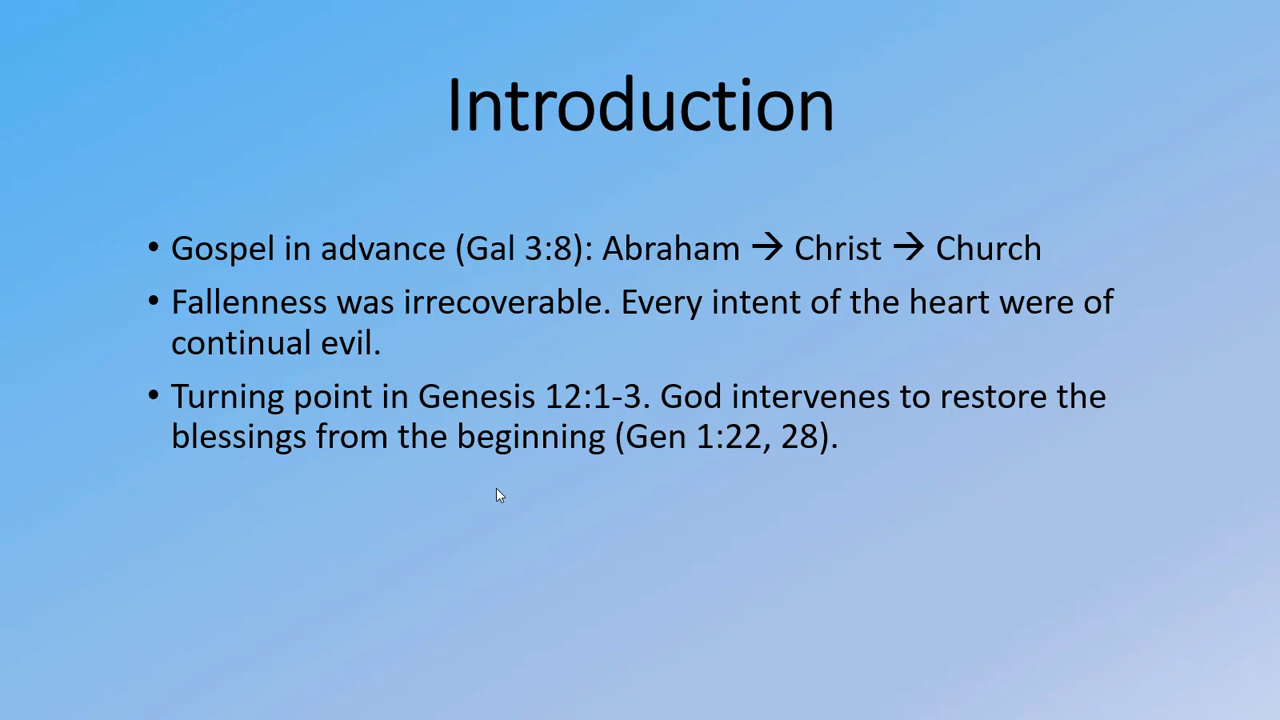 Introduction
• Gospel in advance (Gal 3:8): Abraham → Christ → Church
• Fallenness was irrecoverable. Every intent of the heart were of
continual evil.
• Turning point in Genesis 12:1-3. God intervenes to restore the
blessings from the beginning (Gen 1:22, 28).